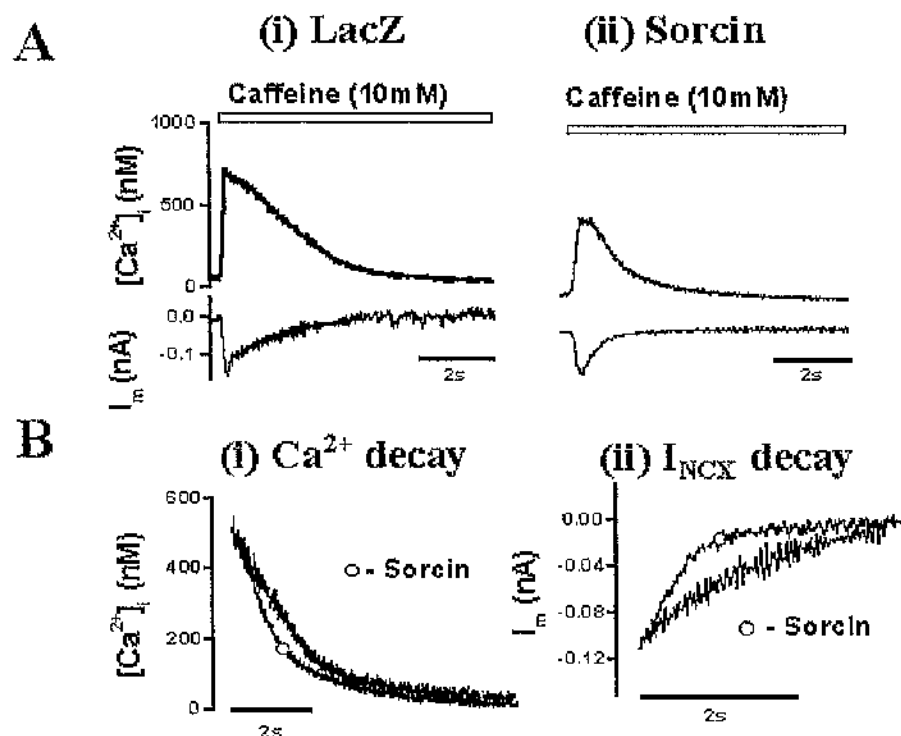 A
(i) LacZ
(ii) Sorcin
Caffeine (10mM)
Caffeine (10mM)
1000
500
0
[Ca²⁺]ᵢ (nM)
0.0
-0.1
Iₘ (nA)
2s
2s
B
(i) Ca²⁺ decay
(ii) I_NCX decay
600
400
200
0
[Ca²⁺]ᵢ (nM)
o - Sorcin
2s
0.00
-0.04
-0.08
-0.12
Iₘ (nA)
o - Sorcin
2s